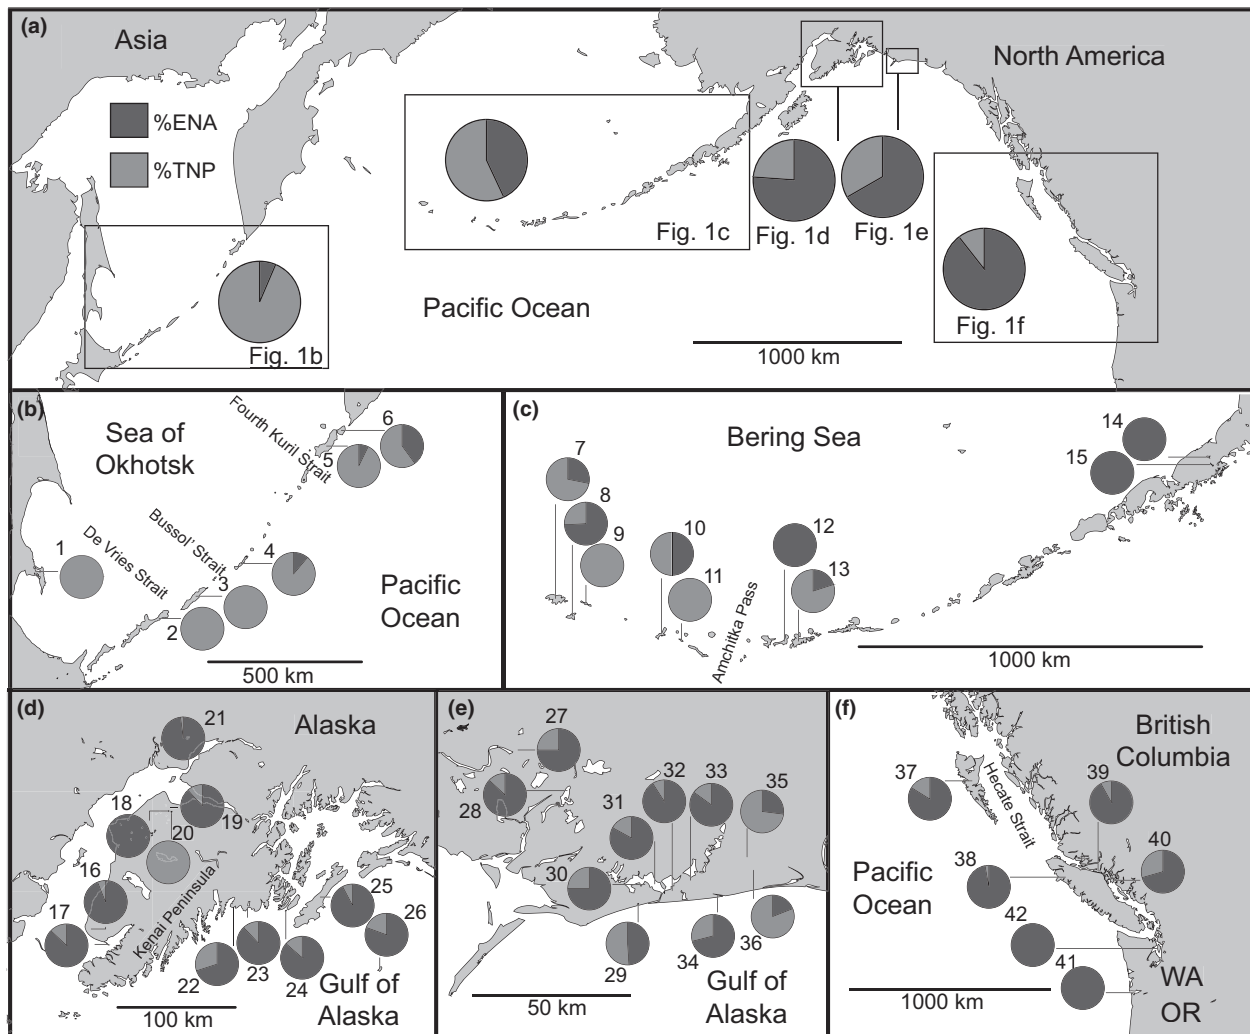 (a)
Asia
North America
%ENA
%TNP
Fig. 1c
Fig. 1d
Fig. 1e
Pacific Ocean
Fig. 1f
Fig. 1b
1000 km
(b)
Sea of
Okhotsk
Fourth Kuril Strait
6
5
Bussol' Strait
De Vries Strait
1
4
3
2
Pacific
Ocean
500 km
(c)
Bering Sea
7
8
9
10
11
12
13
14
15
Amchitka Pass
1000 km
(d)
Alaska
21
18
19
20
16
17
Kenai Peninsula
25
26
22
23
24
Gulf of
Alaska
100 km
(e)
27
28
31
32
33
35
30
29
34
36
50 km
Gulf of
Alaska
(f)
British
Columbia
37
Hecate Strait
39
40
Pacific
Ocean
38
42
41
1000 km
WA
OR